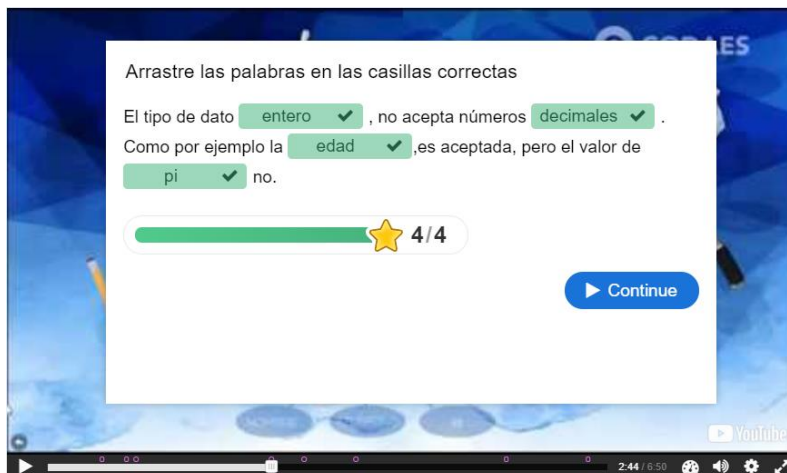 Arrastre las palabras en las casillas correctas
El tipo de dato entero , no acepta números decimales .
Como por ejemplo la edad ,es aceptada, pero el valor de
pi no.
4/4
Continue
YouTube
2:44 / 6:50